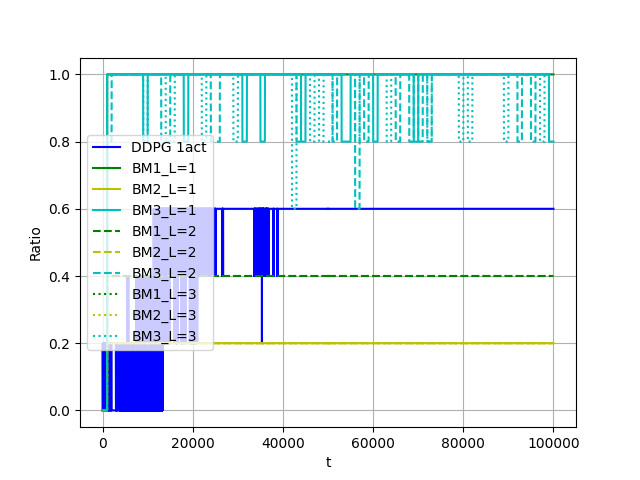 1.0
0.8
0.6
0.4
0.2
0.0
Ratio
DDPG 1act
BM1_L=1
BM2_L=1
BM3_L=1
BM1_L=2
BM2_L=2
BM3_L=2
BM1_L=3
BM2_L=3
BM3_L=3
0 20000 40000 60000 80000 100000
t